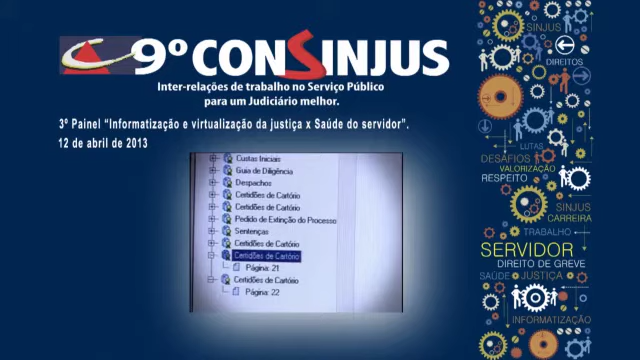 9º CONSINJUS
Inter-relações de trabalho no Serviço Público
para um Judiciário melhor.
3º Painel “Informatização e virtualização da justiça x Saúde do servidor”.
12 de abril de 2013
Custas Iniciais
Guia de Diligência
Despachos
Certidões de Cartório
Certidões de Cartório
Pedido de Extinção do Processo
Sentenças
Certidões de Cartório
Certidões de Cartório
Página: 21
Certidões de Cartório
Página: 22
SINJUS
DIREITOS
LUTAS
DESAFIOS
VALORIZAÇÃO
RESPEITO
SINJUS
CARREIRA
TRABALHO
SERVIDOR
DIREITO DE GREVE
SAÚDE
JUSTIÇA
INFORMATIZAÇÃO